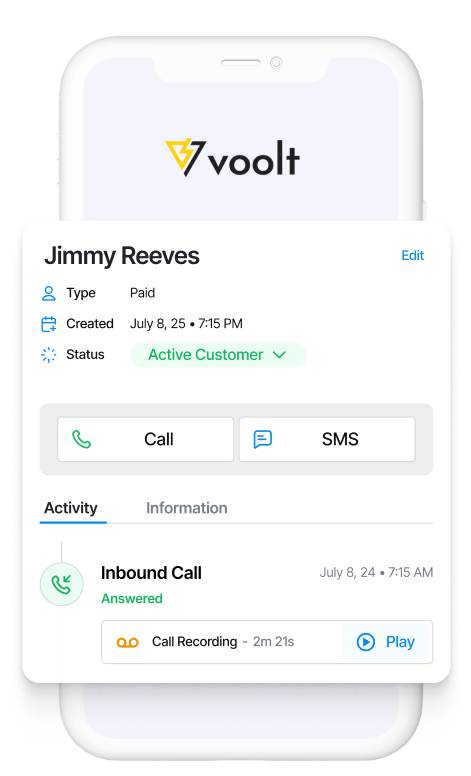 voolt
Jimmy Reeves Edit
Type Paid
Created July 8, 25 • 7:15 PM
Status Active Customer
Call SMS
Activity Information
Inbound Call July 8, 24 • 7:15 AM
Answered
Call Recording - 2m 21s Play